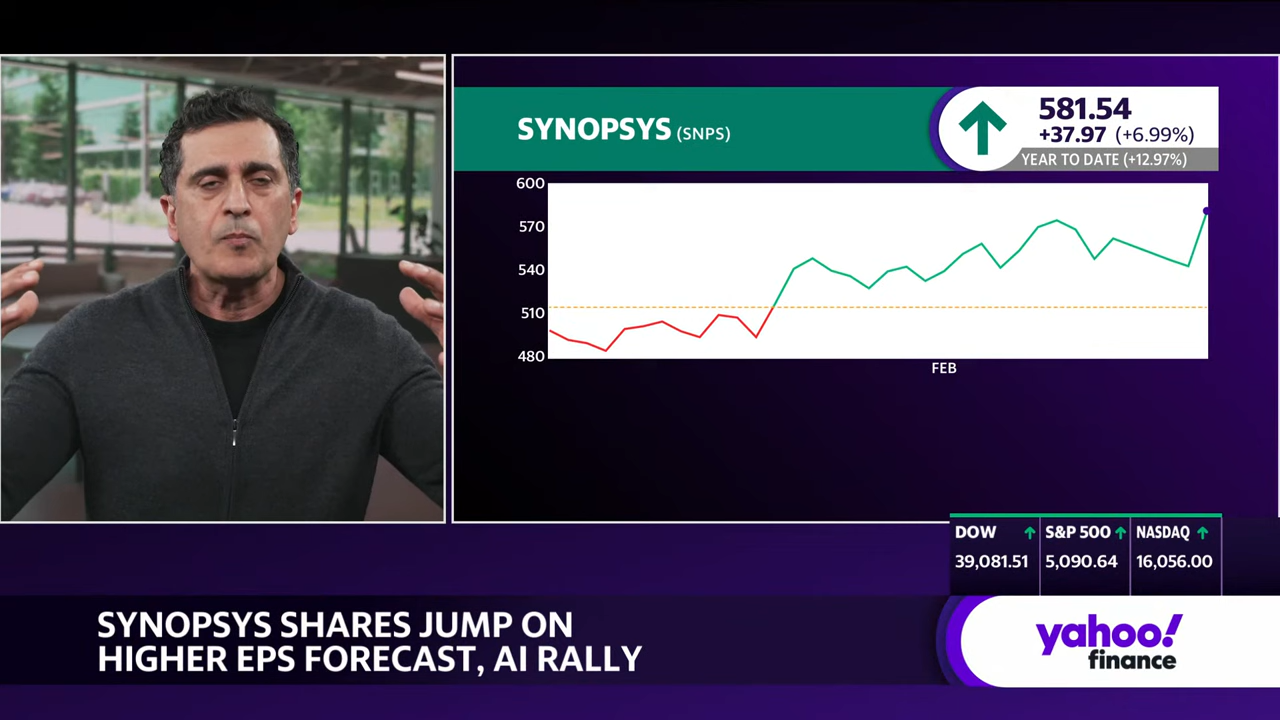 SYNOPSYS (SNPS)
581.54
+37.97 (+6.99%)
YEAR TO DATE (+12.97%)
600
570
540
510
480
FEB
DOW
39,081.51
S&P 500
5,090.64
NASDAQ
16,056.00
SYNOPSYS SHARES JUMP ON
HIGHER EPS FORECAST, AI RALLY
yahoo!
finance